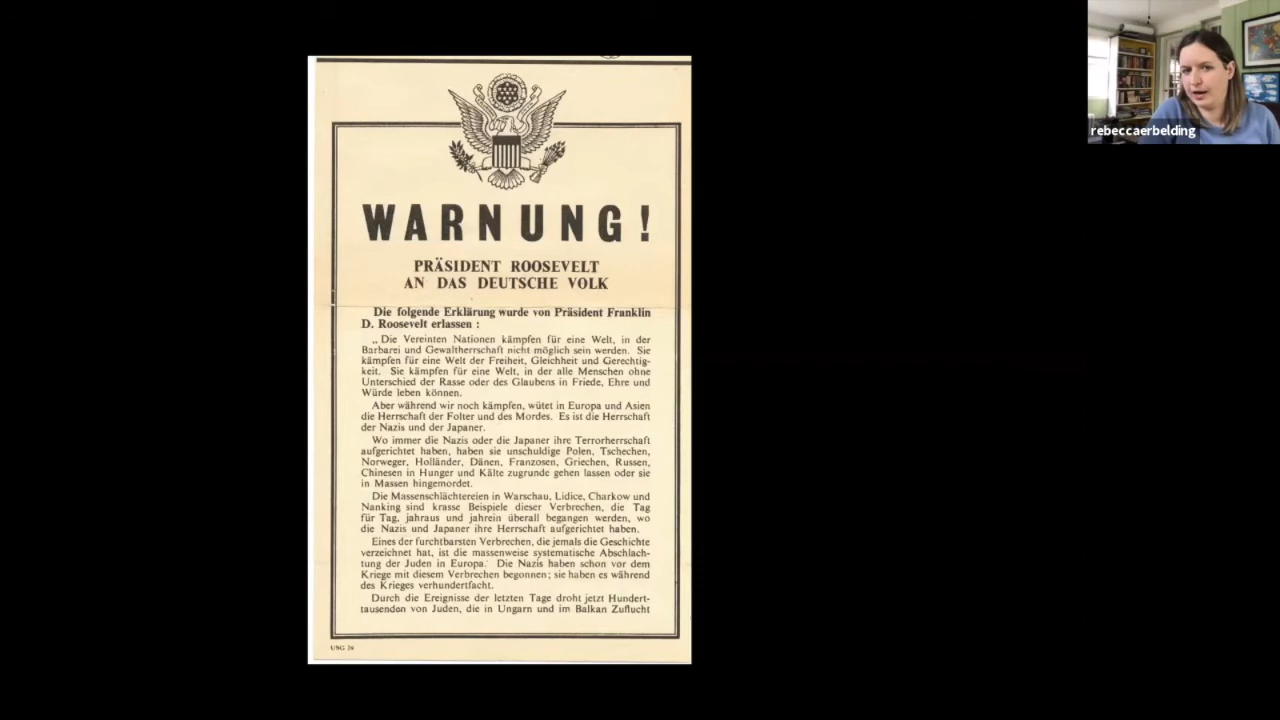 WARNUNG!
PRÄSIDENT ROOSEVELT
AN DAS DEUTSCHE VOLK
Die folgende Erklärung wurde von Präsident Franklin
D. Roosevelt erlassen :
„ Die Vereinten Nationen kämpfen für eine Welt, in der
Barbarei und Gewaltherrschaft nicht möglich sein werden. Sie
kämpfen für eine Welt der Freiheit, Gleichheit und Gerechtig-
keit. Sie kämpfen für eine Welt, in der alle Menschen ohne
Unterschied der Rasse oder des Glaubens in Friede, Ehre und
Würde leben können.
Aber während wir noch kämpfen, wütet in Europa und Asien
die Herrschaft der Folter und des Mordes. Es ist die Herrschaft
der Nazis und der Japaner.
Wo immer die Nazis oder die Japaner ihre Terrorherrschaft
aufgerichtet haben, haben sie unschuldige Polen, Tschechen,
Norweger, Holländer, Dänen, Franzosen, Griechen, Russen,
Chinesen in Hunger und Kälte zugrunde gehen lassen oder sie
in Massen hingemordet.
Die Massenschlächtereien in Warschau, Lidice, Charkow und
Nanking sind krasse Beispiele dieser Verbrechen, die Tag
für Tag, jahraus und jahrein überall begangen werden, wo
die Nazis und Japaner ihre Herrschaft aufgerichtet haben.
Eines der furchtbarsten Verbrechen, die jemals die Geschichte
verzeichnet hat, ist die massenweise systematische Abschlach-
tung der Juden in Europa. Die Nazis haben schon vor dem
Kriege mit diesem Verbrechen begonnen; sie haben es während
des Krieges verhundertfacht.
Durch die Ereignisse der letzten Tage droht jetzt Hundert-
tausenden von Juden, die in Ungarn und im Balkan Zuflucht
USG 29
rebeccaerbelding